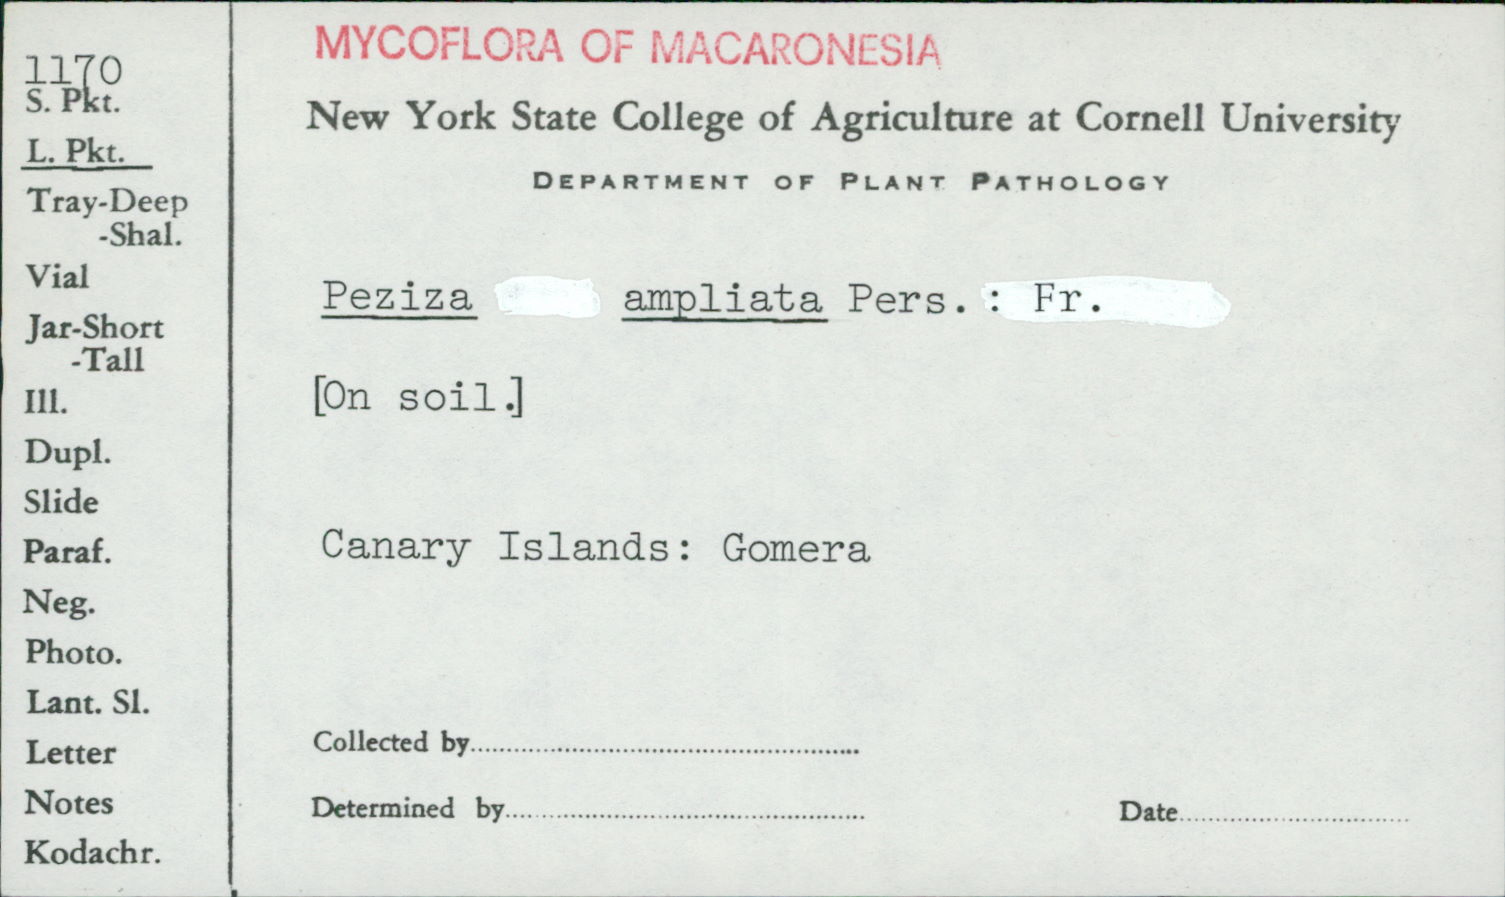 1170
S. Pkt.
L. Pkt.
Tray-Deep
-Shal.
Vial
Jar-Short
-Tall
Ill.
Dupl.
Slide
Paraf.
Neg.
Photo.
Lant. Sl.
Letter
Notes
Kodachr.
MYCOFLORA OF MACARONESIA
New York State College of Agriculture at Cornell University
DEPARTMENT OF PLANT PATHOLOGY
Peziza ampliata Pers. : Fr.
[On soil.]
Canary Islands: Gomera
Collected by
Determined by
Date